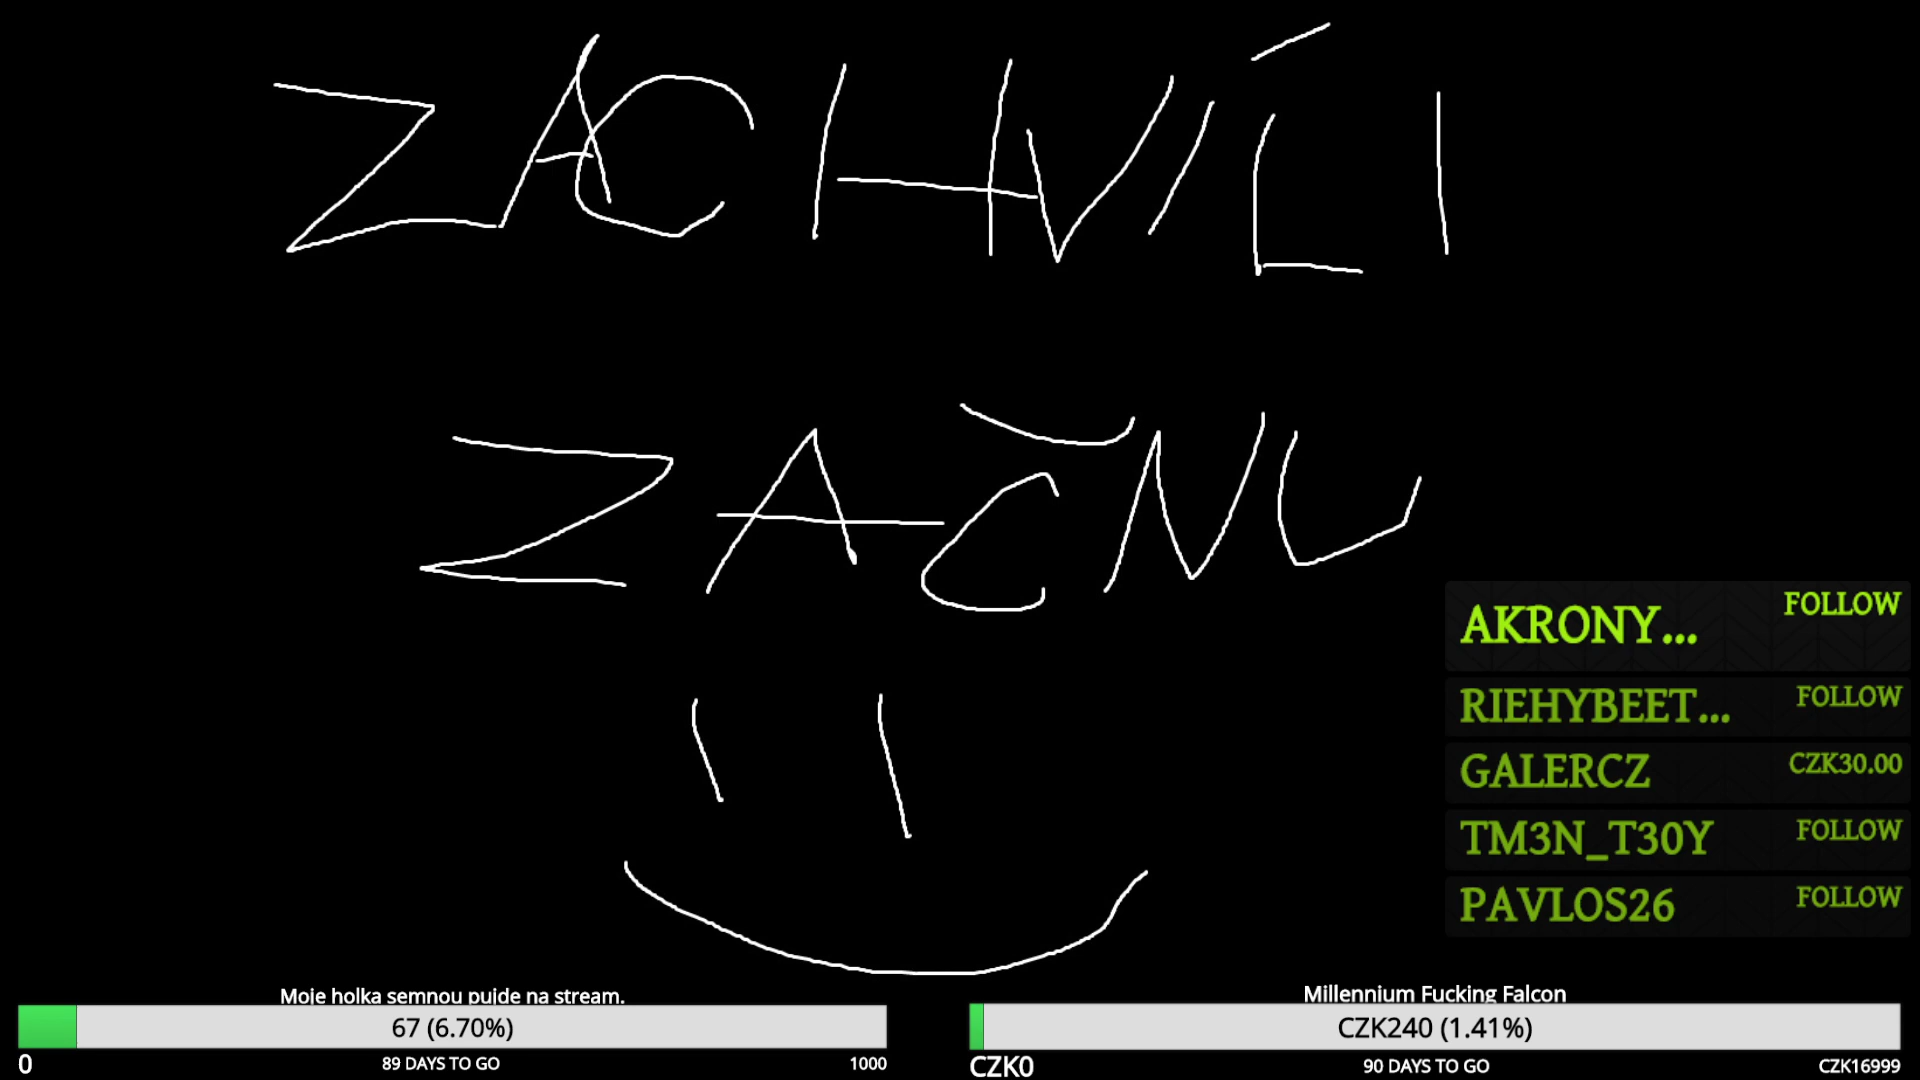 ZACHVÍLI
ZAČNU
AKRONY... FOLLOW
RIEHYBEET... FOLLOW
GALERCZ CZK30.00
TM3N_T30Y FOLLOW
PAVLOS26 FOLLOW
Moje holka semnou pujde na stream.
67 (6.70%)
0 89 DAYS TO GO 1000
Millennium Fucking Falcon
CZK240 (1.41%)
CZK0 90 DAYS TO GO CZK16999